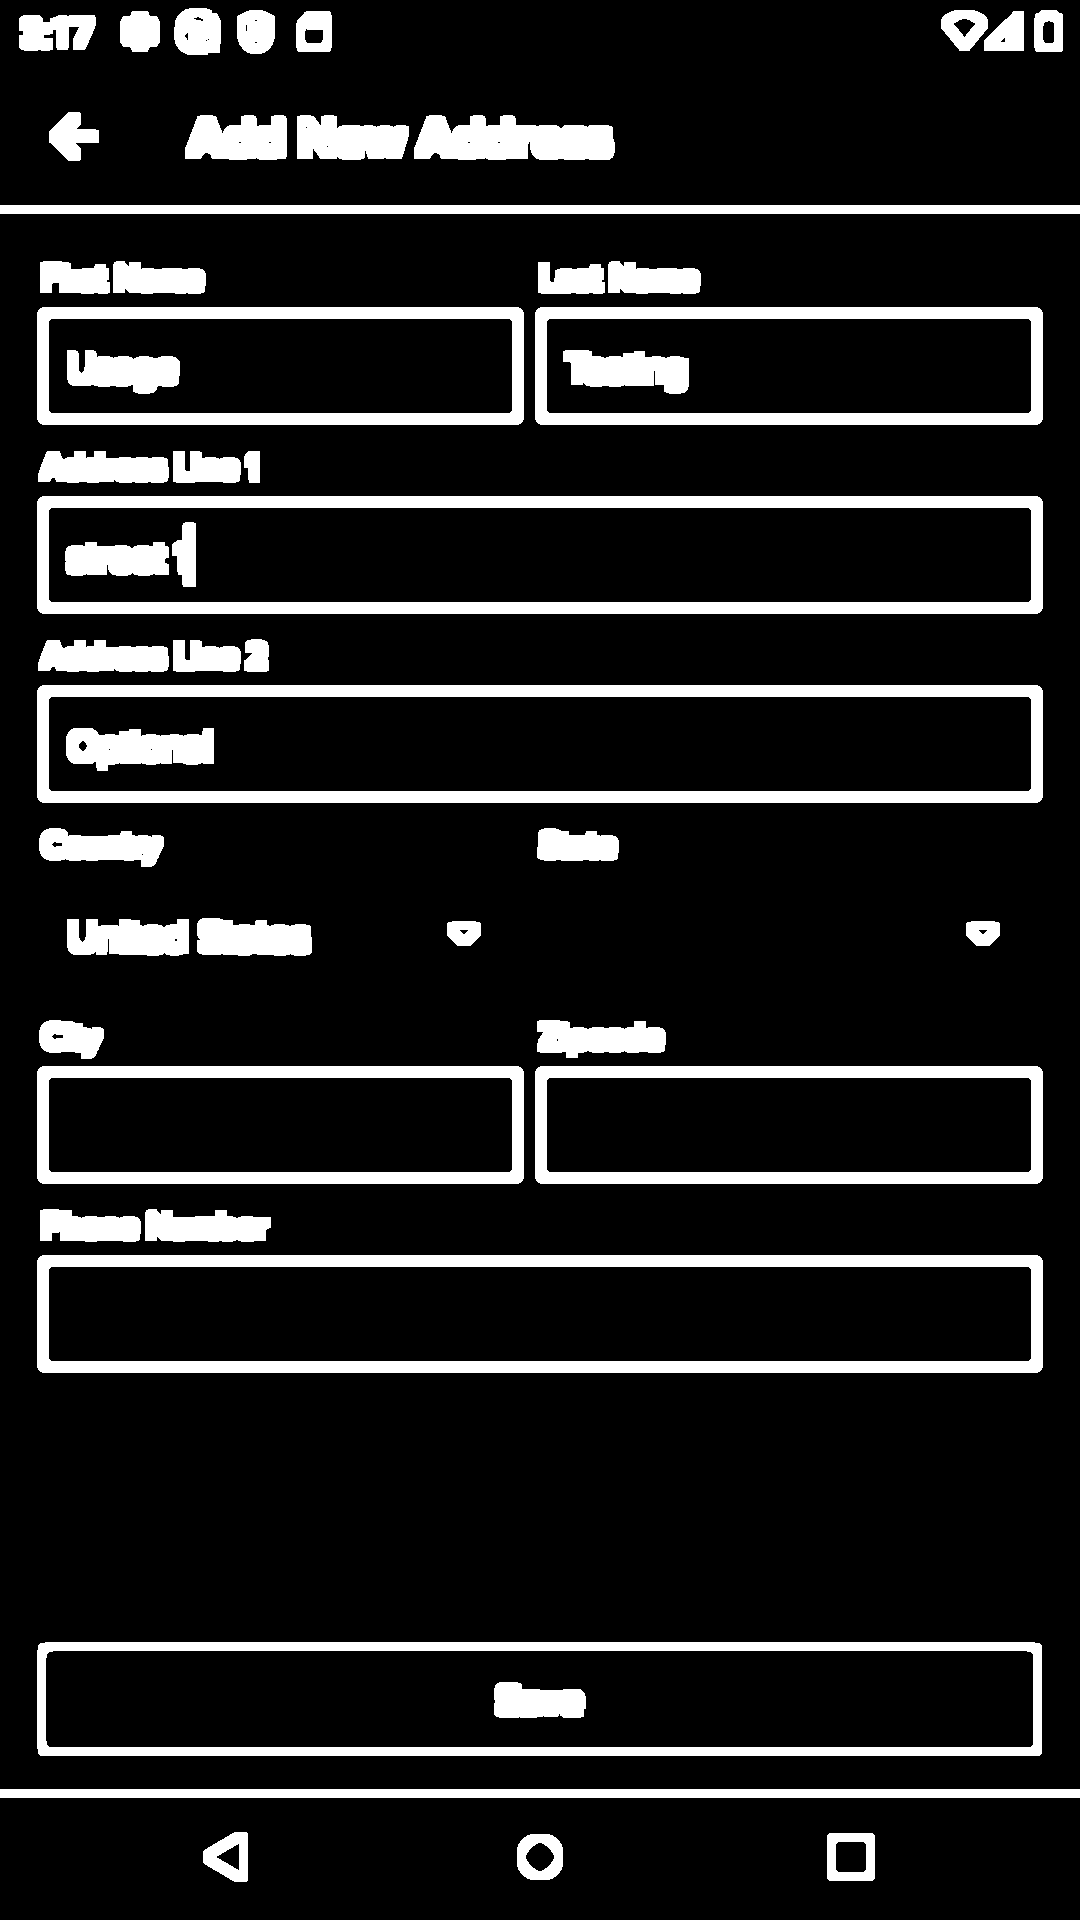 3:17
Add New Address
First Name Last Name
Usage Testing
Address Line 1
street 1
Address Line 2
Optional
Country State
United States
City Zipcode
Phone Number
Save